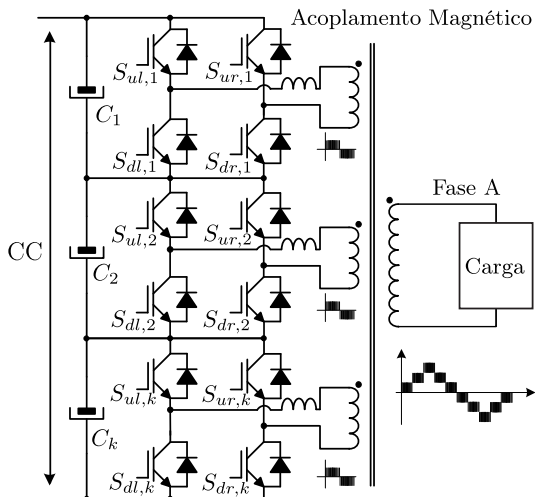 Acoplamento Magnético
S_{ul,1} S_{ur,1}
C_1
S_{dl,1} S_{dr,1}
Fase A
S_{ul,2} S_{ur,2}
CC
C_2
Carga
S_{dl,2} S_{dr,2}
S_{ul,k} S_{ur,k}
C_k
S_{dl,k} S_{dr,k}